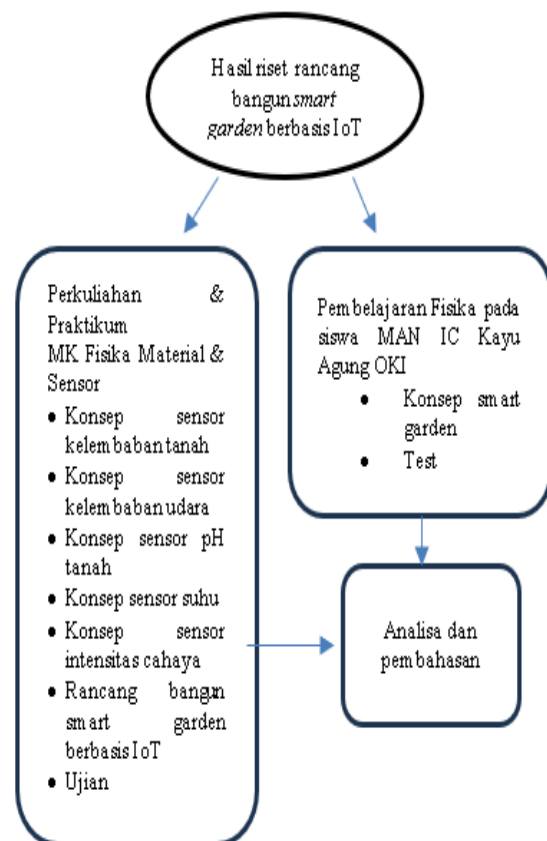 Hasil riset rancang
bangun smart
garden berbasis IoT
Perkuliahan &
Praktikum
MK Fisika Material &
Sensor
● Konsep sensor
kelembaban tanah
● Konsep sensor
kelembaban udara
● Konsep sensor pH
tanah
● Konsep sensor suhu
● Konsep sensor
intensitas cahaya
● Rancang bangun
smart garden
berbasis IoT
● Ujian
Pembelajaran Fisika pada
siswa MAN IC Kayu
Agung OKI
● Konsep smart
garden
● Test
Analisa dan
pembahasan